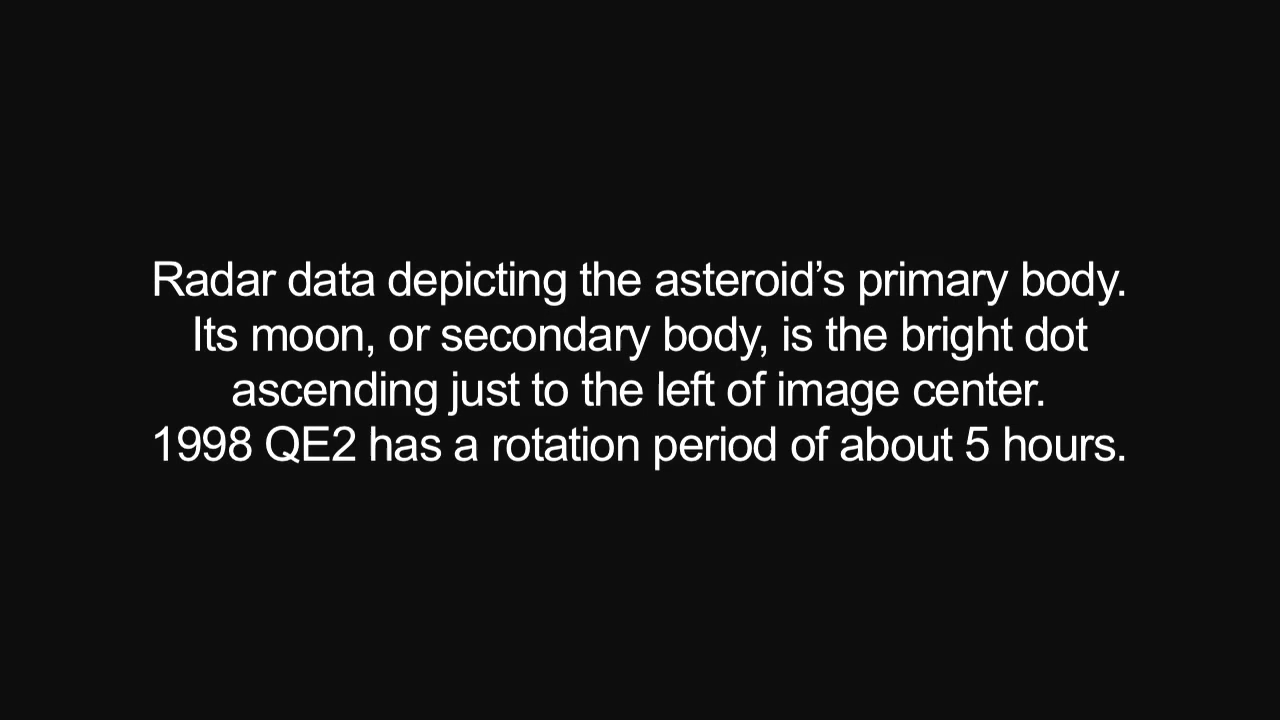 Radar data depicting the asteroid’s primary body.
Its moon, or secondary body, is the bright dot
ascending just to the left of image center.
1998 QE2 has a rotation period of about 5 hours.